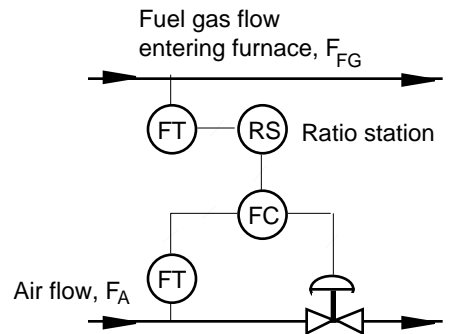 Fuel gas flow
entering furnace, F_FG
FT
RS
Ratio station
FC
FT
Air flow, F_A